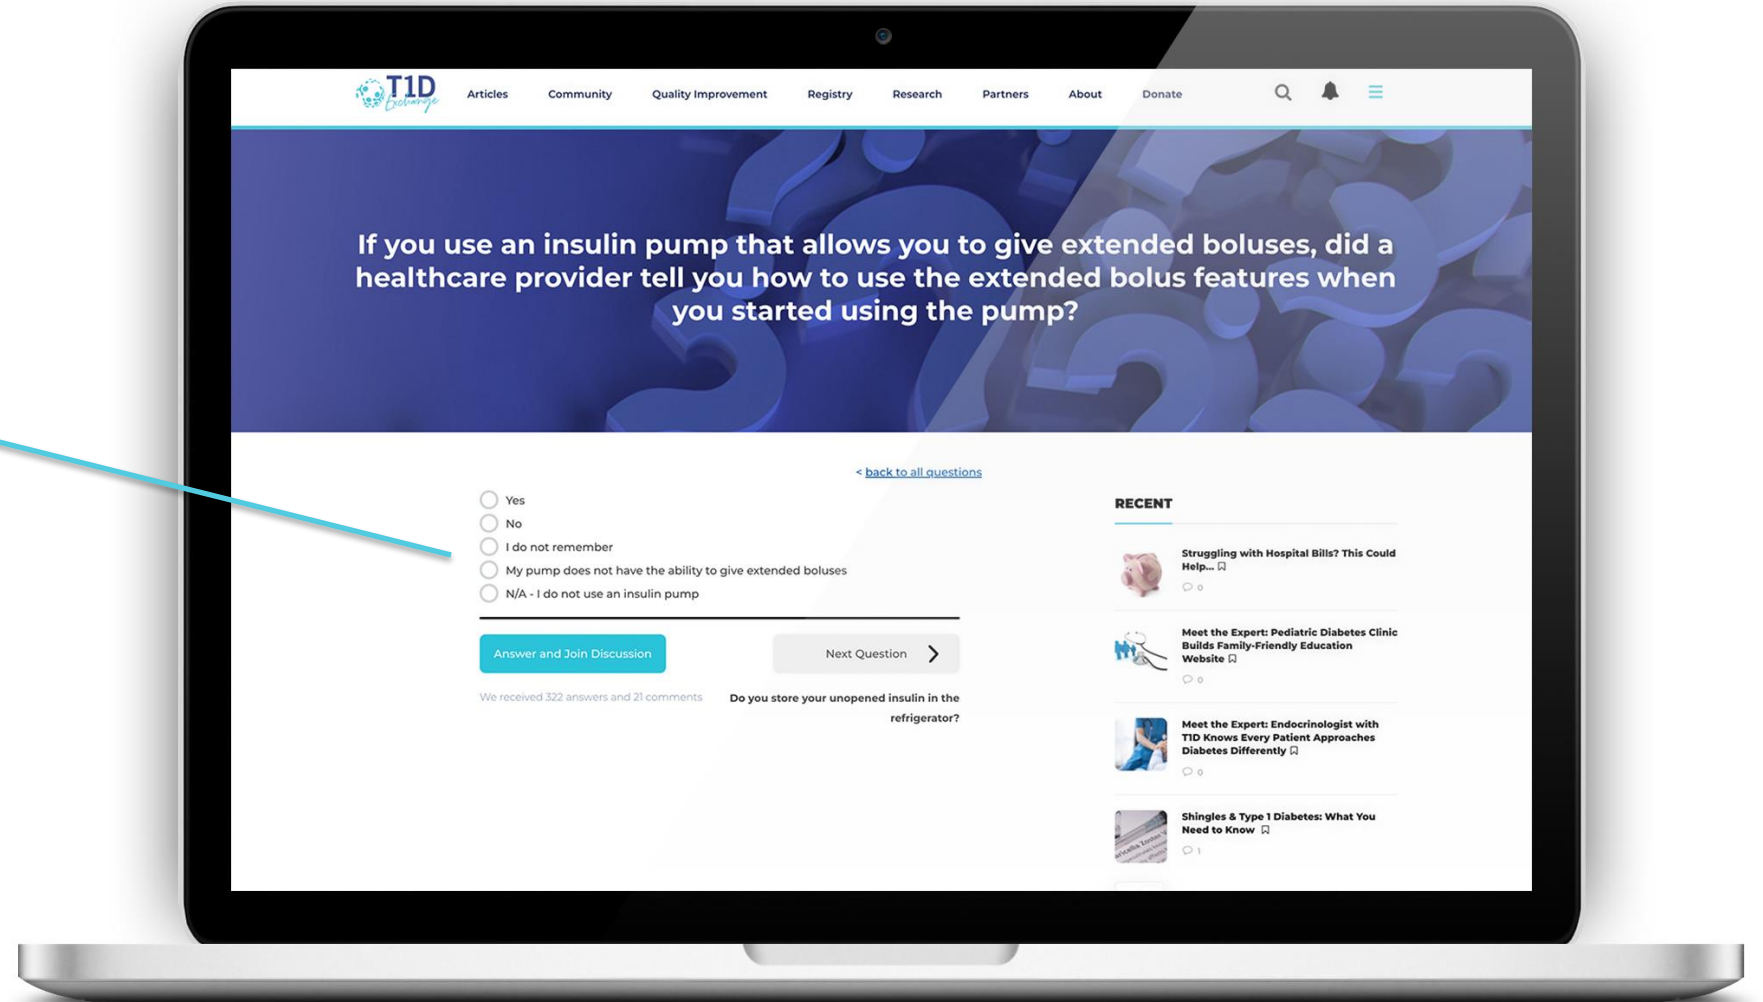 T1D
Exchange
Articles Community Quality Improvement Registry Research Partners About Donate
If you use an insulin pump that allows you to give extended boluses, did a
healthcare provider tell you how to use the extended bolus features when
you started using the pump?
< back to all questions
Yes
No
I do not remember
My pump does not have the ability to give extended boluses
N/A - I do not use an insulin pump
Answer and Join Discussion
Next Question
We received 322 answers and 21 comments
Do you store your unopened insulin in the
refrigerator?
RECENT
Struggling with Hospital Bills? This Could
Help...
0
Meet the Expert: Pediatric Diabetes Clinic
Builds Family-Friendly Education
Website
0
Meet the Expert: Endocrinologist with
T1D Knows Every Patient Approaches
Diabetes Differently
0
Shingles & Type 1 Diabetes: What You
Need to Know
1